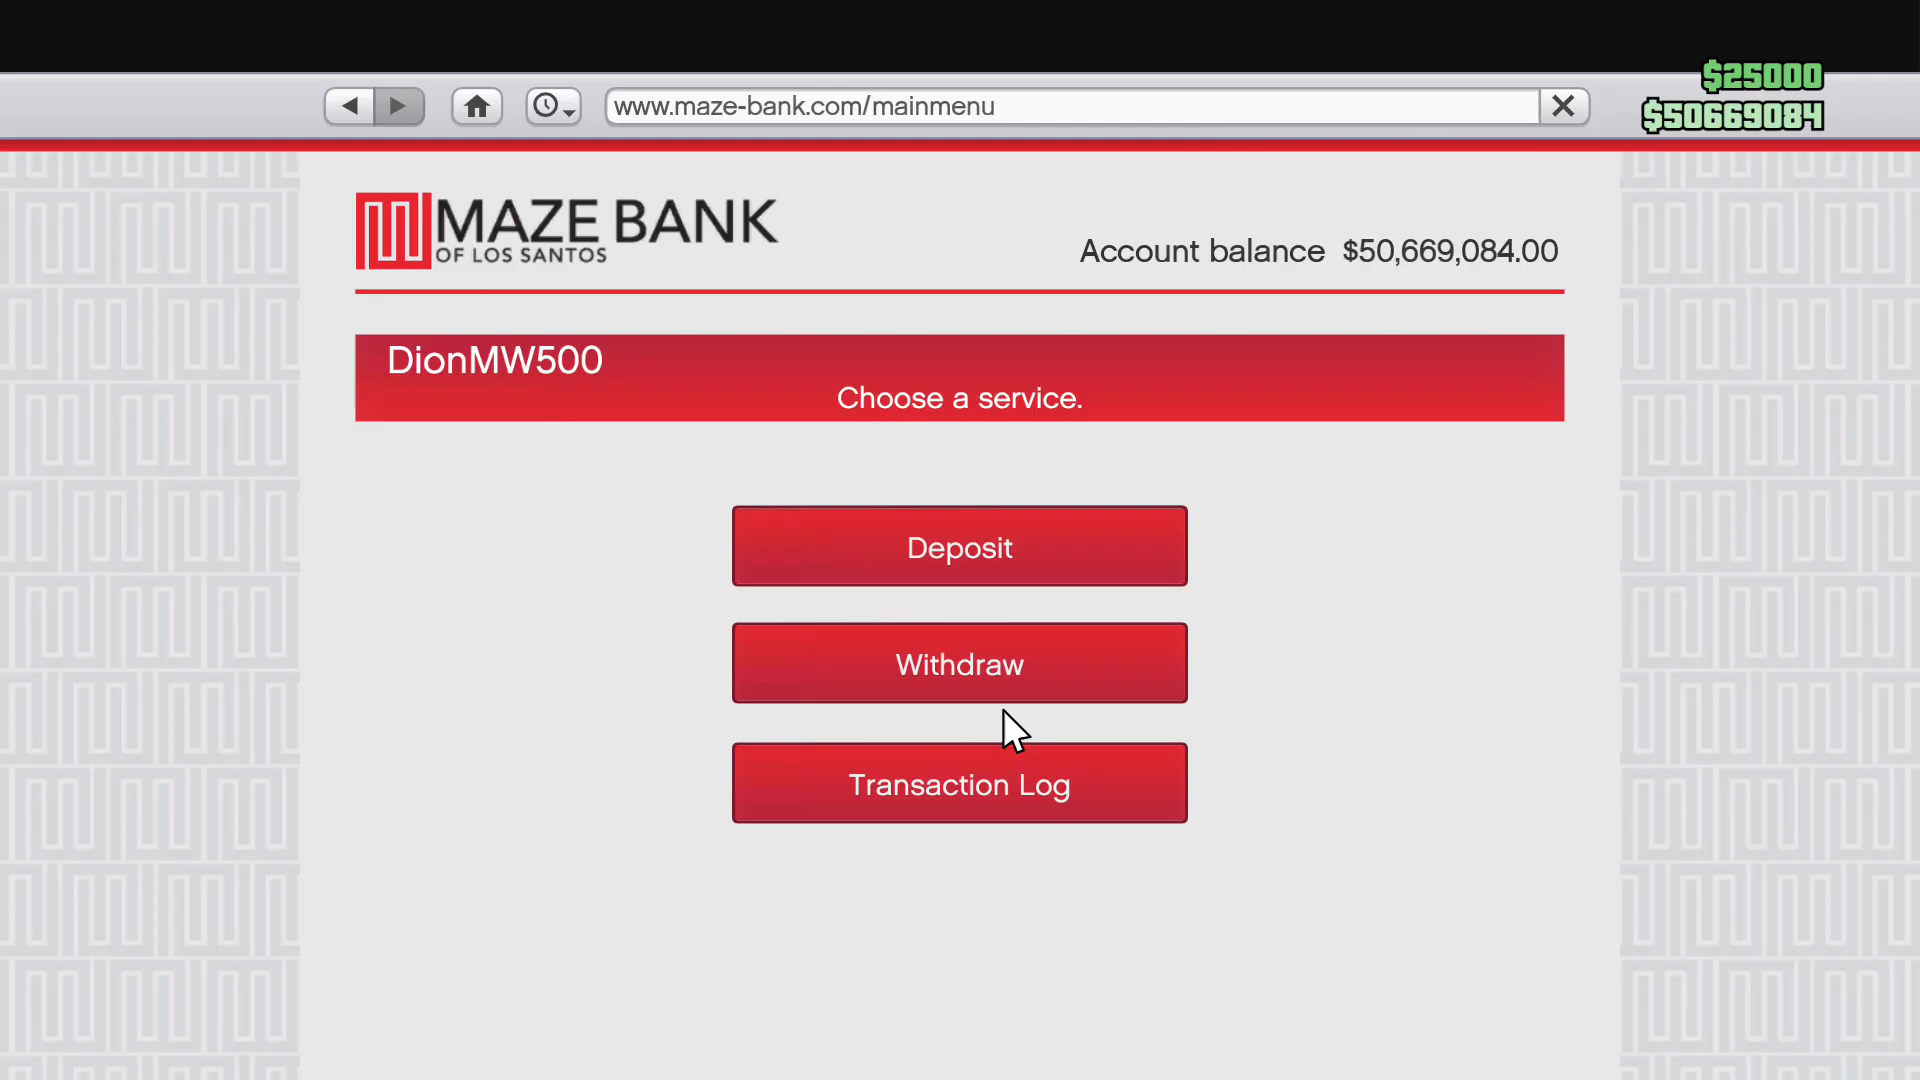 $25000
www.maze-bank.com/mainmenu
$50669084
MAZE BANK
OF LOS SANTOS
Account balance $50,669,084.00
DionMW500
Choose a service.
Deposit
Withdraw
Transaction Log